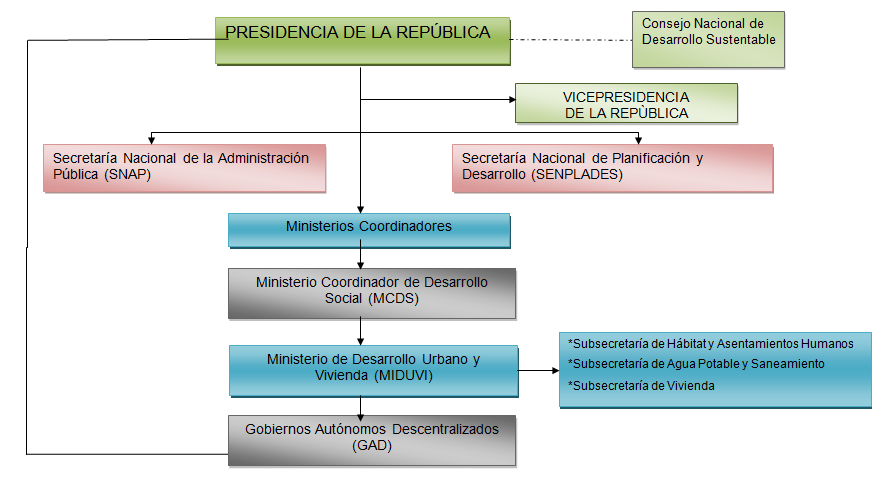 PRESIDENCIA DE LA REPÚBLICA
Consejo Nacional de
Desarrollo Sustentable
VICEPRESIDENCIA
DE LA REPÙBLICA
Secretaría Nacional de la Administración
Pública (SNAP)
Secretaría Nacional de Planificación y
Desarrollo (SENPLADES)
Ministerios Coordinadores
Ministerio Coordinador de Desarrollo
Social (MCDS)
Ministerio de Desarrollo Urbano y
Vivienda (MIDUVI)
*Subsecretaría de Hábitat y Asentamientos Humanos
*Subsecretaría de Agua Potable y Saneamiento
*Subsecretaría de Vivienda
Gobiernos Autónomos Descentralizados
(GAD)